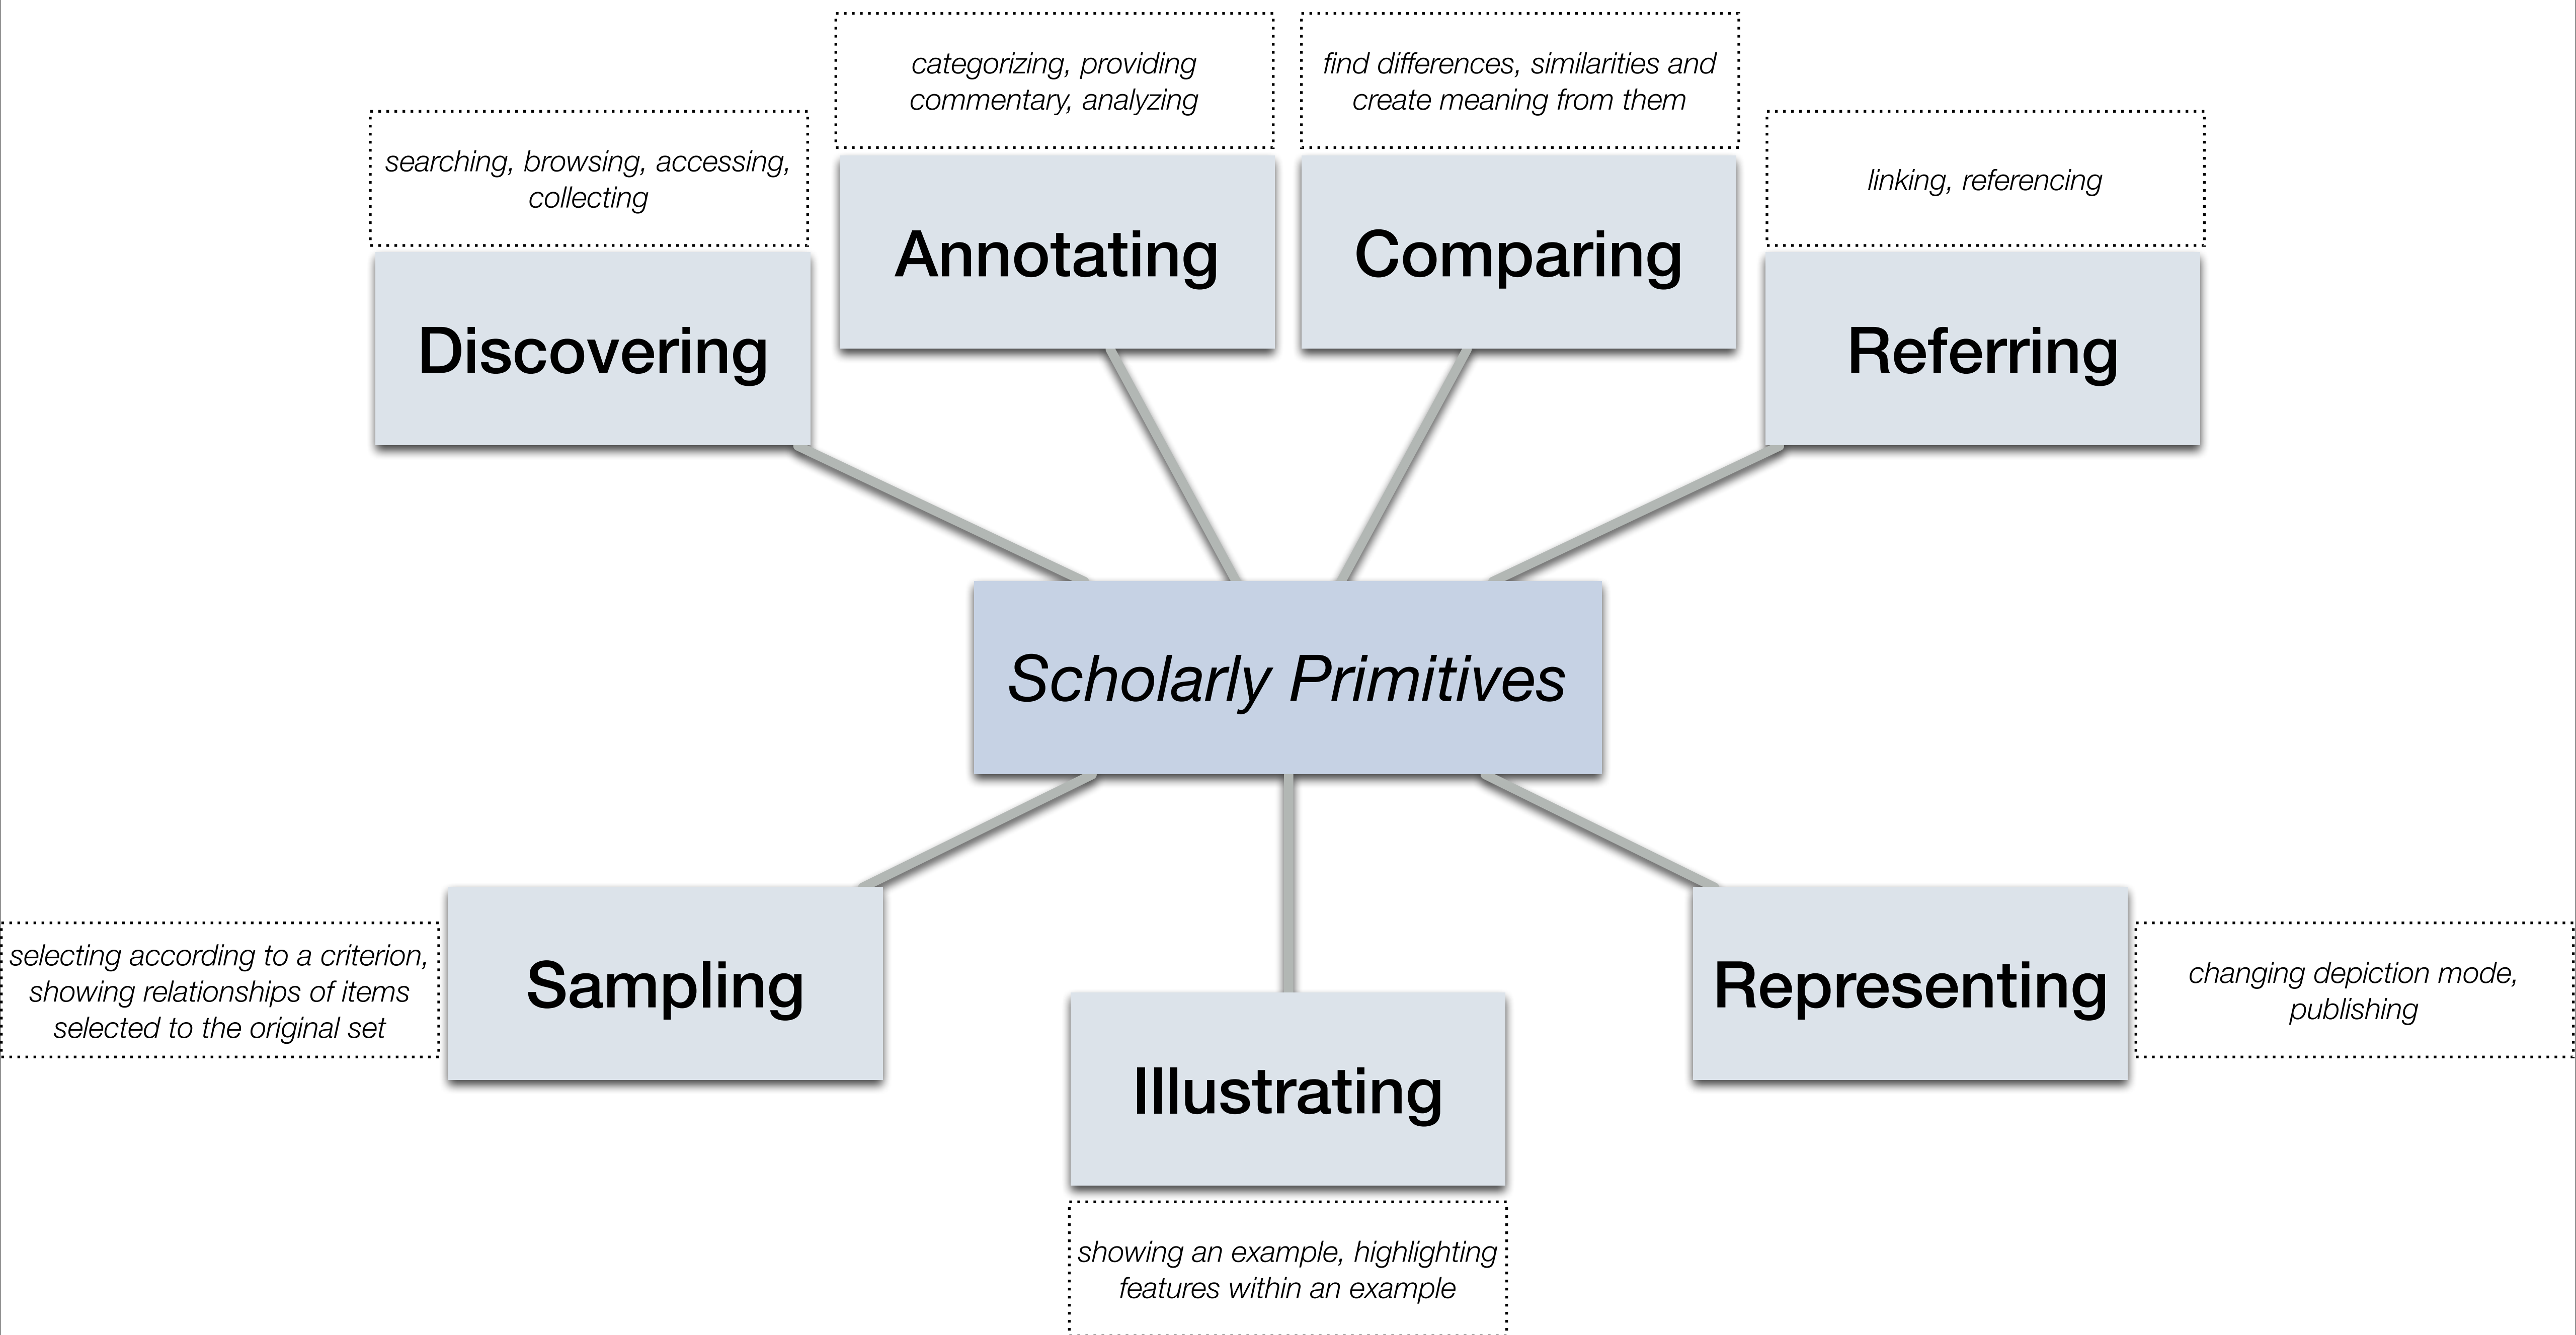 categorizing, providing
commentary, analyzing
find differences, similarities and
create meaning from them
searching, browsing, accessing,
collecting
linking, referencing
Annotating
Comparing
Discovering
Referring
Scholarly Primitives
selecting according to a criterion,
showing relationships of items
selected to the original set
Sampling
Representing
changing depiction mode,
publishing
Illustrating
showing an example, highlighting
features within an example